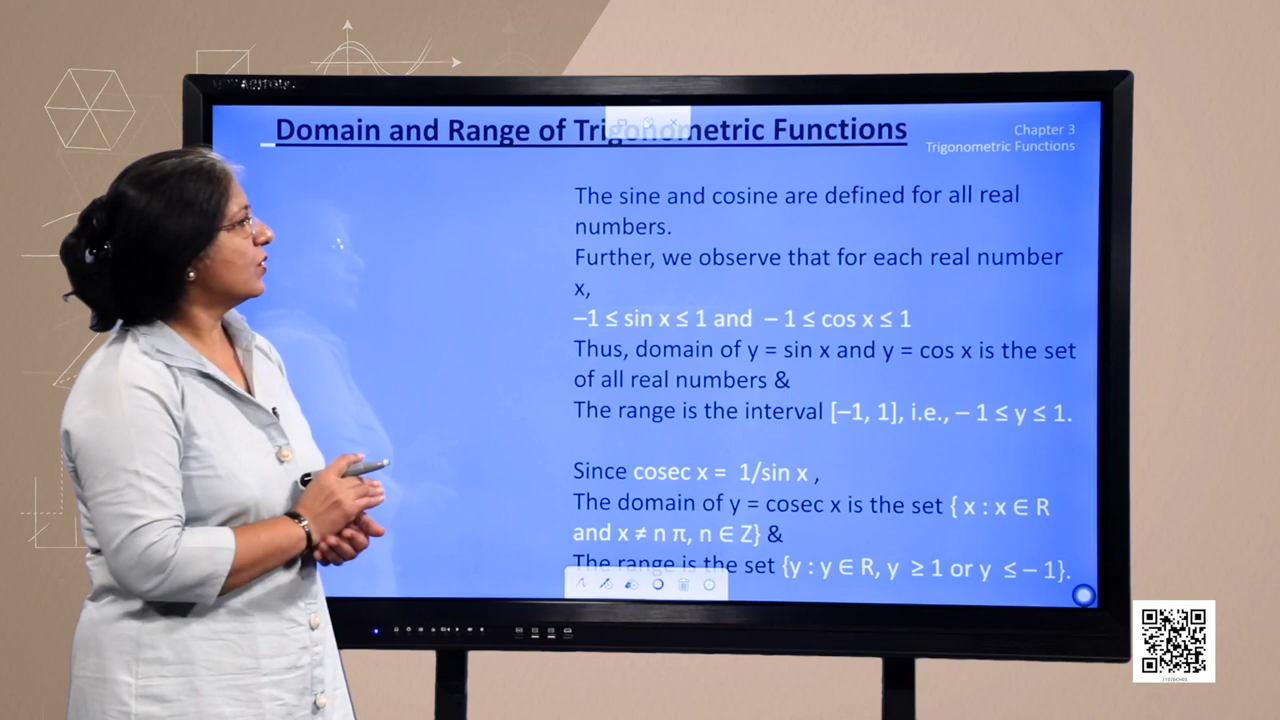 Domain and Range of Trigonometric Functions
Chapter 3
Trigonometric Functions
The sine and cosine are defined for all real
numbers.
Further, we observe that for each real number
x,
–1 ≤ sin x ≤ 1 and – 1 ≤ cos x ≤ 1
Thus, domain of y = sin x and y = cos x is the set
of all real numbers &
The range is the interval [–1, 1], i.e., – 1 ≤ y ≤ 1.
Since cosec x = 1/sin x ,
The domain of y = cosec x is the set { x : x ∈ R
and x ≠ n π, n ∈ Z} &
The range is the set {y : y ∈ R, y ≥ 1 or y ≤ – 1}.